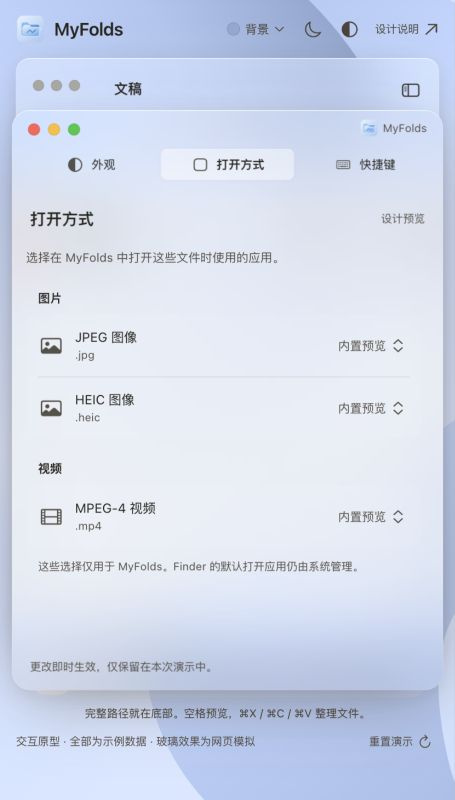 MyFolds
背景
设计说明
文稿
MyFolds
外观
打开方式
快捷键
打开方式
设计预览
选择在 MyFolds 中打开这些文件时使用的应用。
图片
JPEG 图像
内置预览
.jpg
HEIC 图像
内置预览
.heic
视频
MPEG-4 视频
内置预览
.mp4
这些选择仅用于 MyFolds。Finder 的默认打开应用仍由系统管理。
更改即时生效，仅保留在本次演示中。
完整路径就在底部。空格预览，⌘X / ⌘C / ⌘V 整理文件。
交互原型 · 全部为示例数据 · 玻璃效果为网页模拟
重置演示